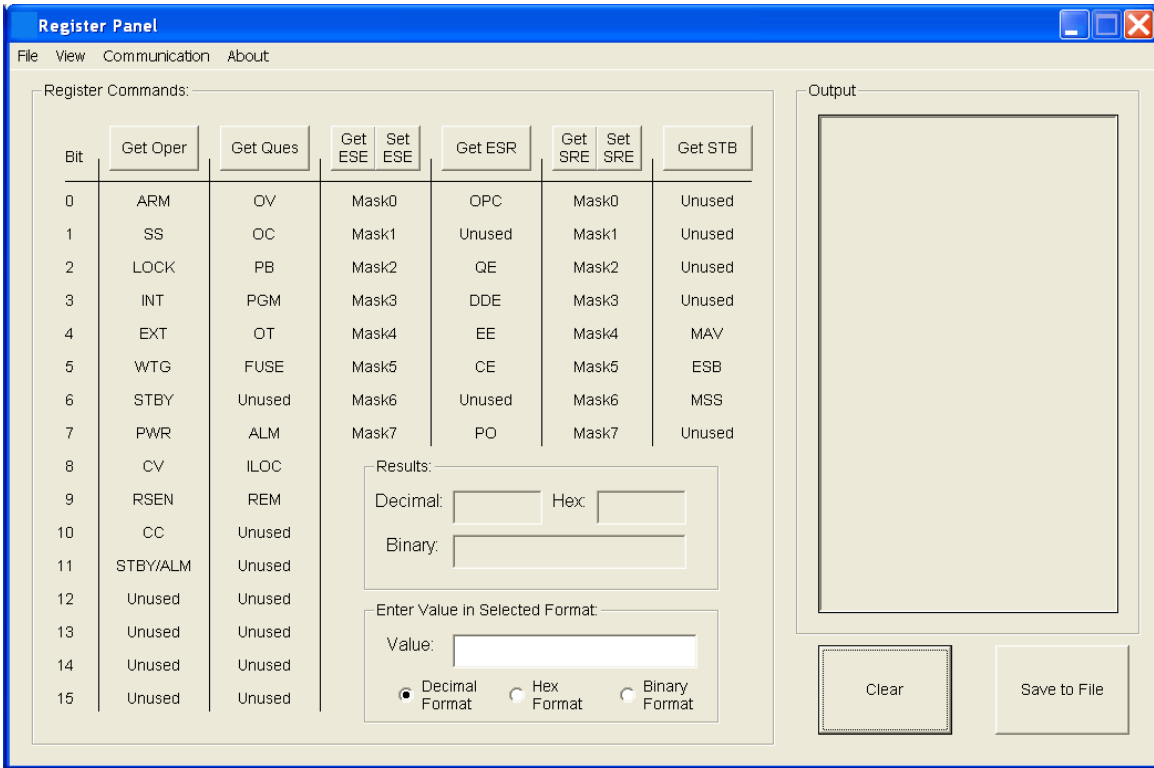 Register Panel
File View Communication About
Register Commands:
Output
Bit Get Oper Get Ques Get ESE Set ESE Get ESR Get SRE Set SRE Get STB
0 ARM OV Mask0 OPC Mask0 Unused
1 SS OC Mask1 Unused Mask1 Unused
2 LOCK PB Mask2 QE Mask2 Unused
3 INT PGM Mask3 DDE Mask3 Unused
4 EXT OT Mask4 EE Mask4 MAV
5 WTG FUSE Mask5 CE Mask5 ESB
6 STBY Unused Mask6 Unused Mask6 MSS
7 PWR ALM Mask7 PO Mask7 Unused
8 CV ILOC
9 RSEN REM
10 CC Unused
11 STBY/ALM Unused
12 Unused Unused
13 Unused Unused
14 Unused Unused
15 Unused Unused
Results:
Decimal: Hex:
Binary:
Enter Value in Selected Format:
Value:
Decimal Format Hex Format Binary Format
Clear Save to File